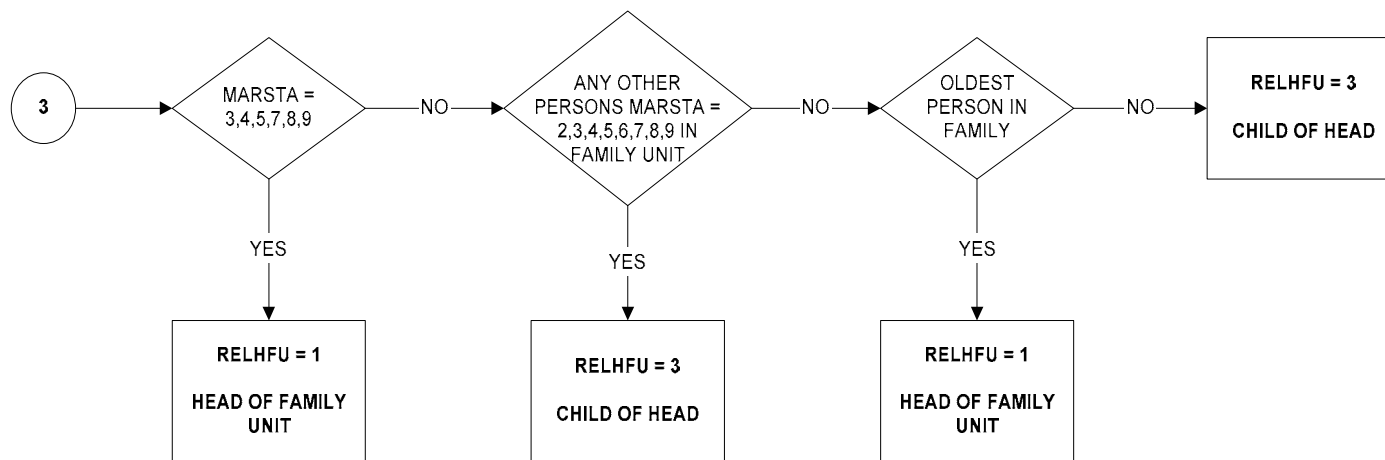 3
MARSTA =
3,4,5,7,8,9
NO
ANY OTHER
PERSONS MARSTA =
2,3,4,5,6,7,8,9 IN
FAMILY UNIT
NO
OLDEST
PERSON IN
FAMILY
NO
RELHFU = 3
CHILD OF HEAD
YES
YES
YES
RELHFU = 1
HEAD OF FAMILY
UNIT
RELHFU = 3
CHILD OF HEAD
RELHFU = 1
HEAD OF FAMILY
UNIT